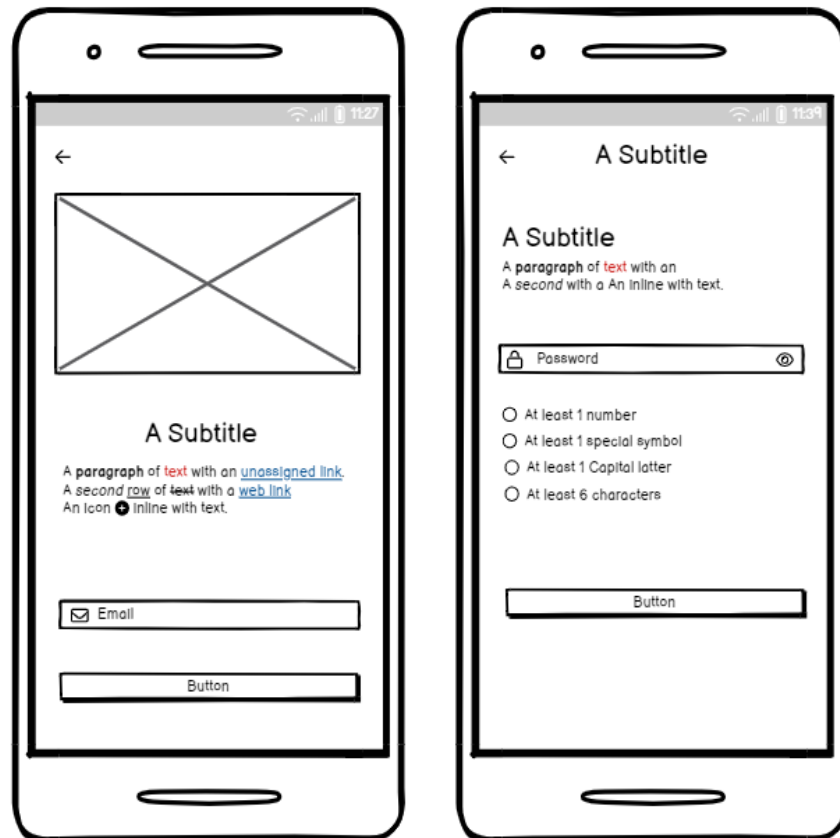 11:27
A Subtitle
A paragraph of text with an unassigned link.
A second row of text with a web link
An icon inline with text.
Email
Button
11:39
A Subtitle
A Subtitle
A paragraph of text with an
A second with a An inline with text.
Password
At least 1 number
At least 1 special symbol
At least 1 Capital latter
At least 6 characters
Button